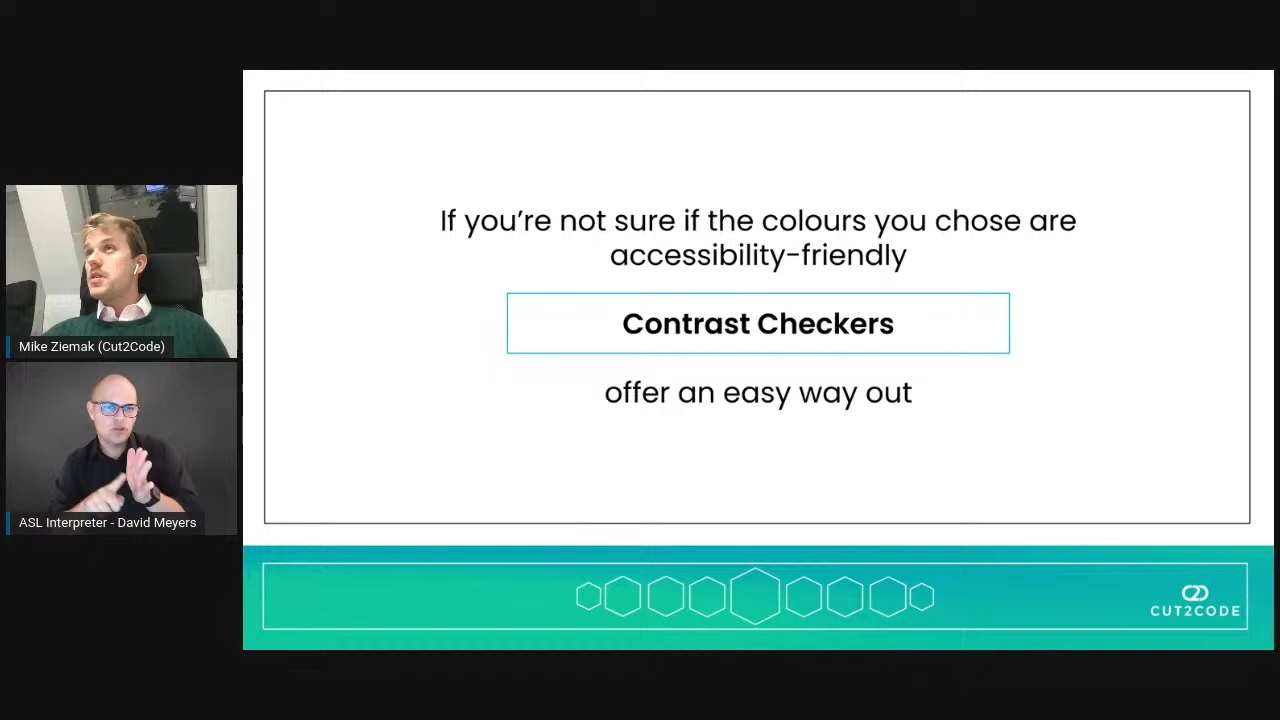 If you’re not sure if the colours you chose are
accessibility-friendly
Contrast Checkers
offer an easy way out
Mike Ziemak (Cut2Code)
ASL Interpreter - David Meyers
CUT2CODE